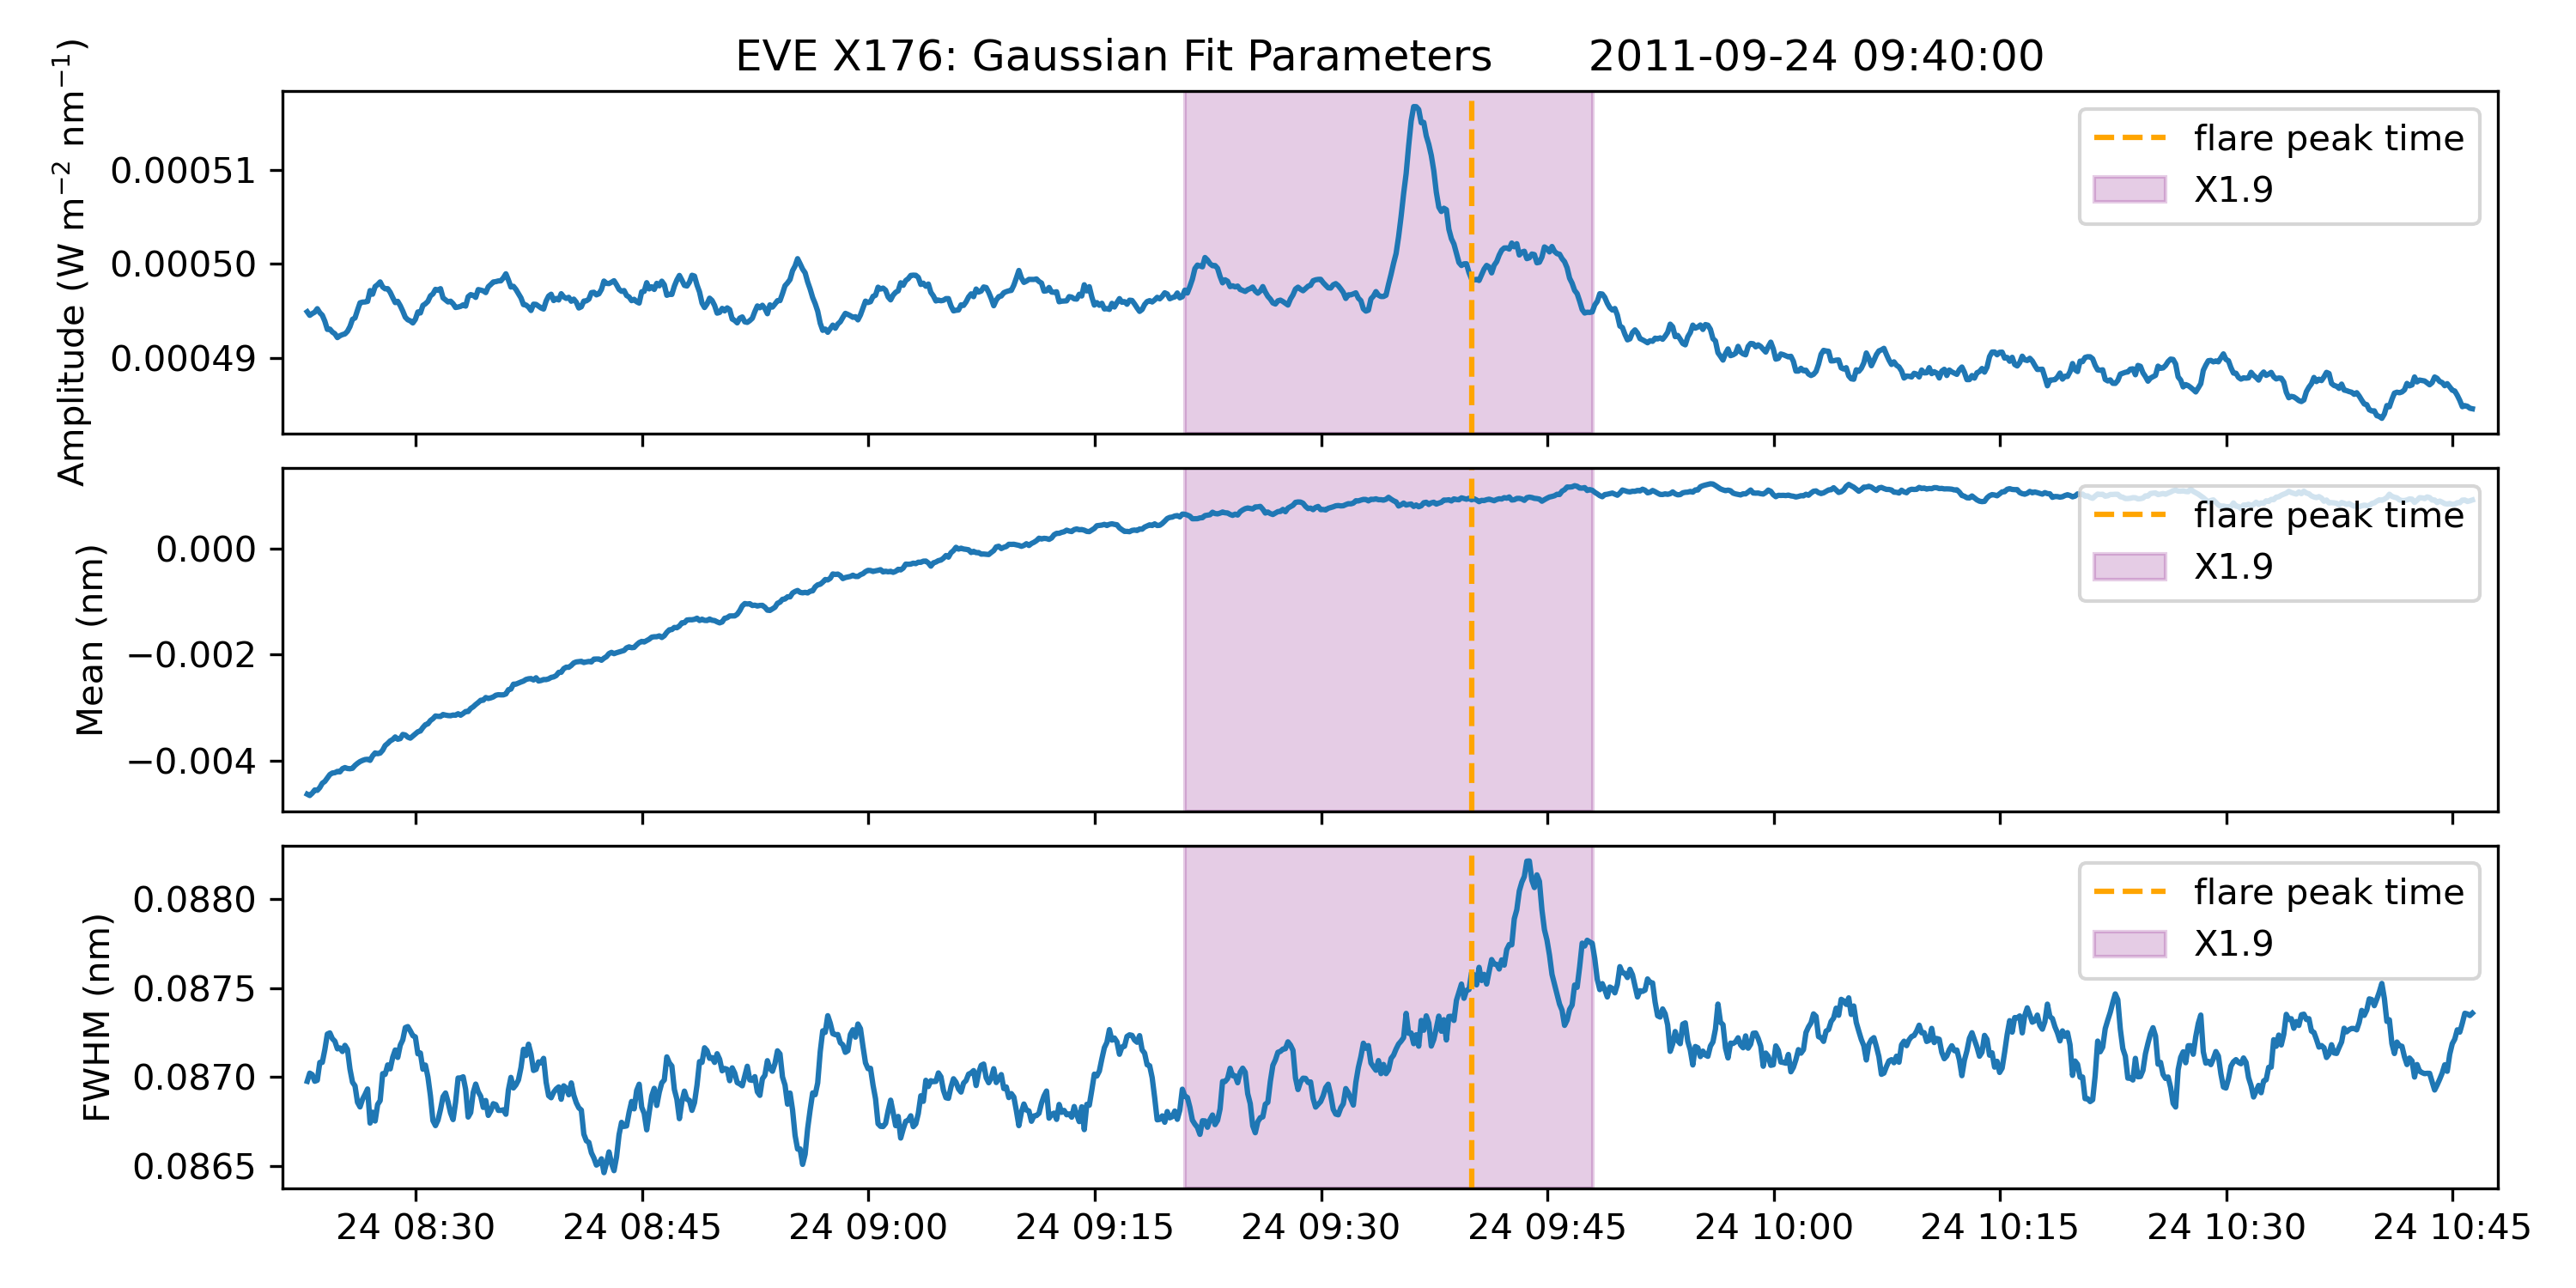 EVE X176: Gaussian Fit Parameters 2011-09-24 09:40:00
Amplitude (W m⁻² nm⁻¹)
0.00051
0.00050
0.00049
flare peak time
X1.9
Mean (nm)
0.000
−0.002
−0.004
flare peak time
X1.9
FWHM (nm)
0.0880
0.0875
0.0870
0.0865
flare peak time
X1.9
24 08:30 24 08:45 24 09:00 24 09:15 24 09:30 24 09:45 24 10:00 24 10:15 24 10:30 24 10:45